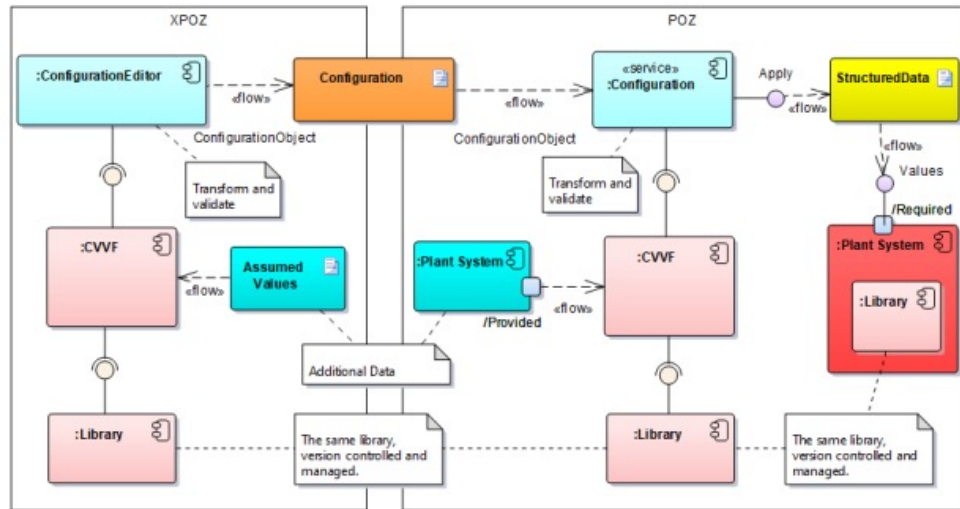 XPOZ
POZ
:ConfigurationEditor
Configuration
«service»
:Configuration
Apply
StructuredData
«flow»
«flow»
«flow»
ConfigurationObject
ConfigurationObject
«flow»
Transform and
validate
Transform and
validate
Values
/Required
:CVVF
Assumed
Values
:Plant System
:CVVF
:Plant System
«flow»
«flow»
:Library
/Provided
Additional Data
:Library
The same library,
version controlled and
managed.
:Library
The same library,
version controlled and
managed.